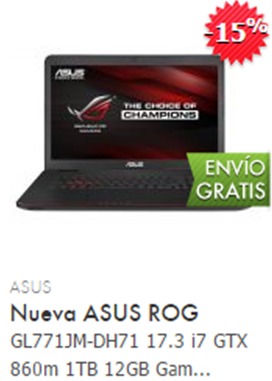 -15%
ASUS
THE CHOICE OF
CHAMPIONS
ASUS
ENVÍO
GRATIS
ASUS
Nueva ASUS ROG
GL771JM-DH71 17.3 i7 GTX
860m 1TB 12GB Gam...